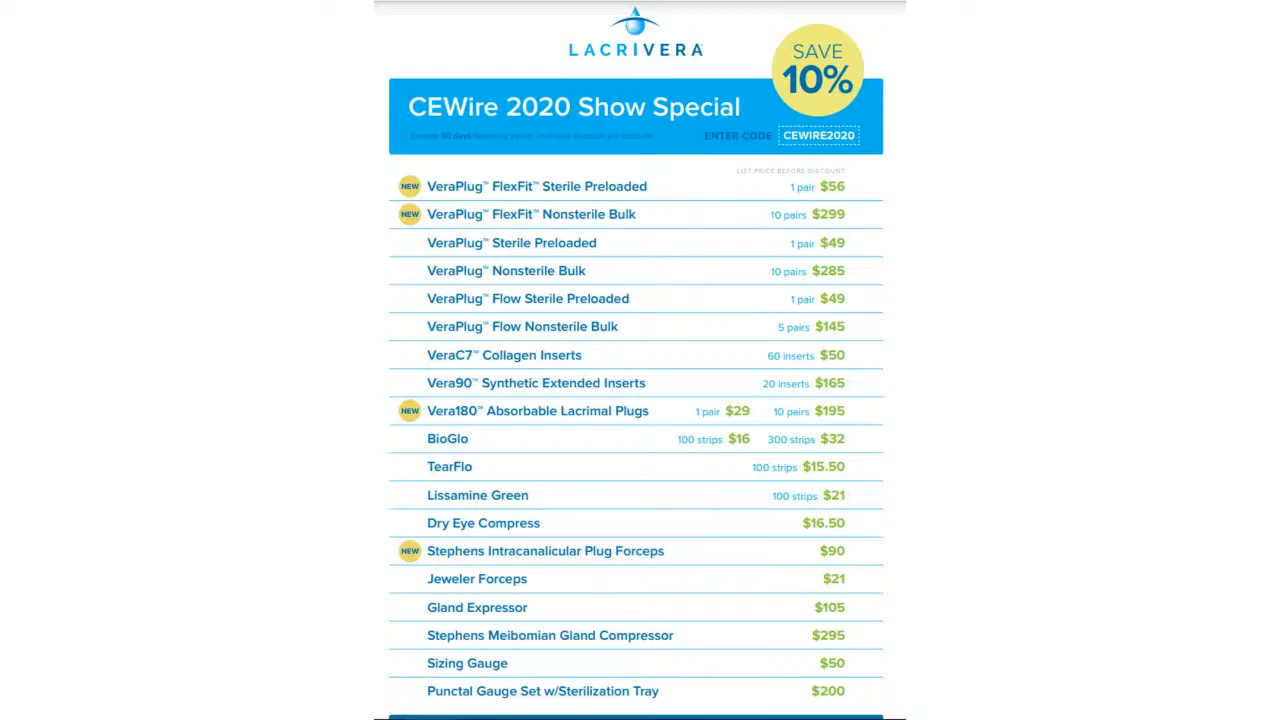 LACRIVERA
SAVE
10%
CEWire 2020 Show Special
30 days
ENTER CODE CEWIRE2020
LIST PRICE BEFORE DISCOUNT
NEW VeraPlug™ FlexFit™ Sterile Preloaded 1 pair $56
NEW VeraPlug™ FlexFit™ Nonsterile Bulk 10 pairs $299
VeraPlug™ Sterile Preloaded 1 pair $49
VeraPlug™ Nonsterile Bulk 10 pairs $285
VeraPlug™ Flow Sterile Preloaded 1 pair $49
VeraPlug™ Flow Nonsterile Bulk 5 pairs $145
VeraC7™ Collagen Inserts 60 inserts $50
Vera90™ Synthetic Extended Inserts 20 inserts $165
NEW Vera180™ Absorbable Lacrimal Plugs 1 pair $29 10 pairs $195
BioGlo 100 strips $16 300 strips $32
TearFlo 100 strips $15.50
Lissamine Green 100 strips $21
Dry Eye Compress $16.50
NEW Stephens Intracanalicular Plug Forceps $90
Jeweler Forceps $21
Gland Expressor $105
Stephens Meibomian Gland Compressor $295
Sizing Gauge $50
Punctal Gauge Set w/Sterilization Tray $200